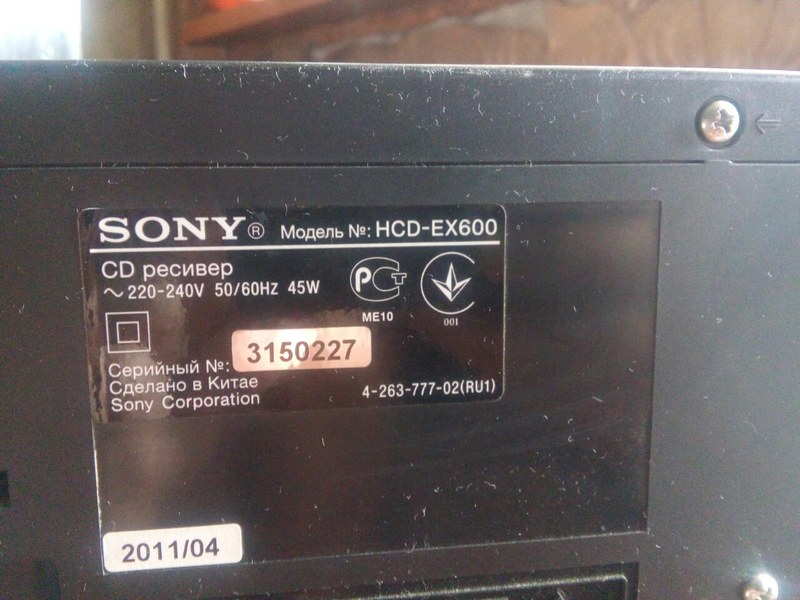 SONY® Модель №: HCD-EX600
CD ресивер
~ 220-240V 50/60HZ 45W
РСТ
ME10
001
Серийный №: 3150227
Сделано в Китае
Sony Corporation
4-263-777-02(RU1)
2011/04